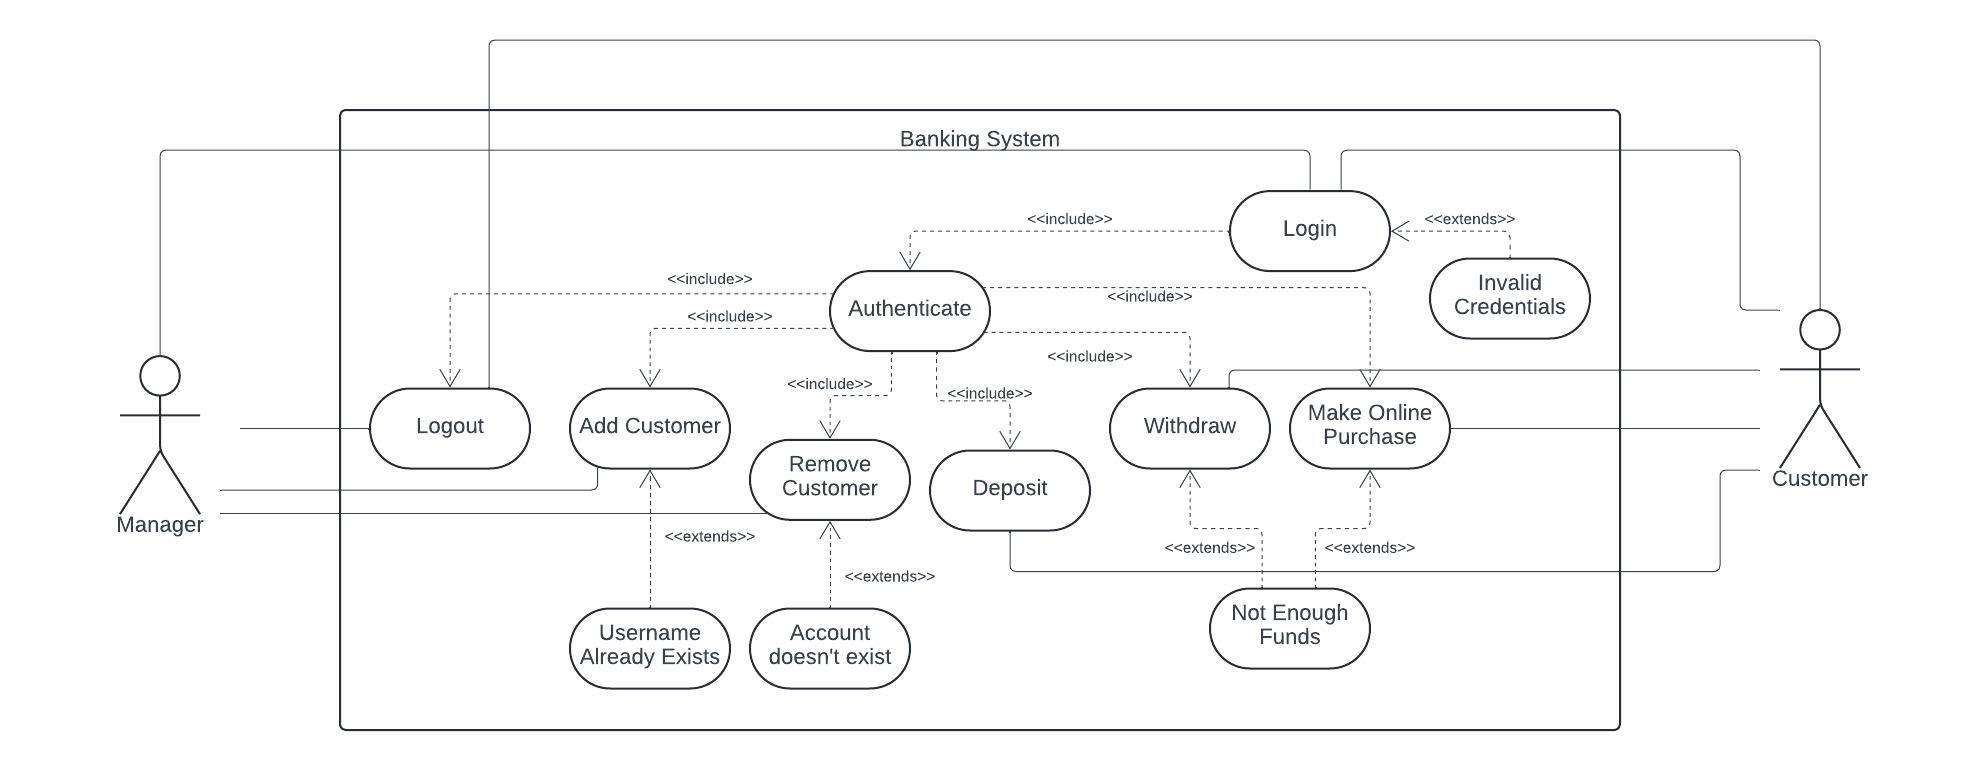 Banking System
<<include>>
Login
<<extends>>
Invalid
Credentials
<<include>>
Authenticate
<<include>>
<<include>>
<<include>>
<<include>>
<<include>>
Logout
Add Customer
Remove
Customer
Deposit
Withdraw
Make Online
Purchase
Manager
Customer
<<extends>>
<<extends>>
<<extends>>
<<extends>>
Username
Already Exists
Account
doesn't exist
Not Enough
Funds